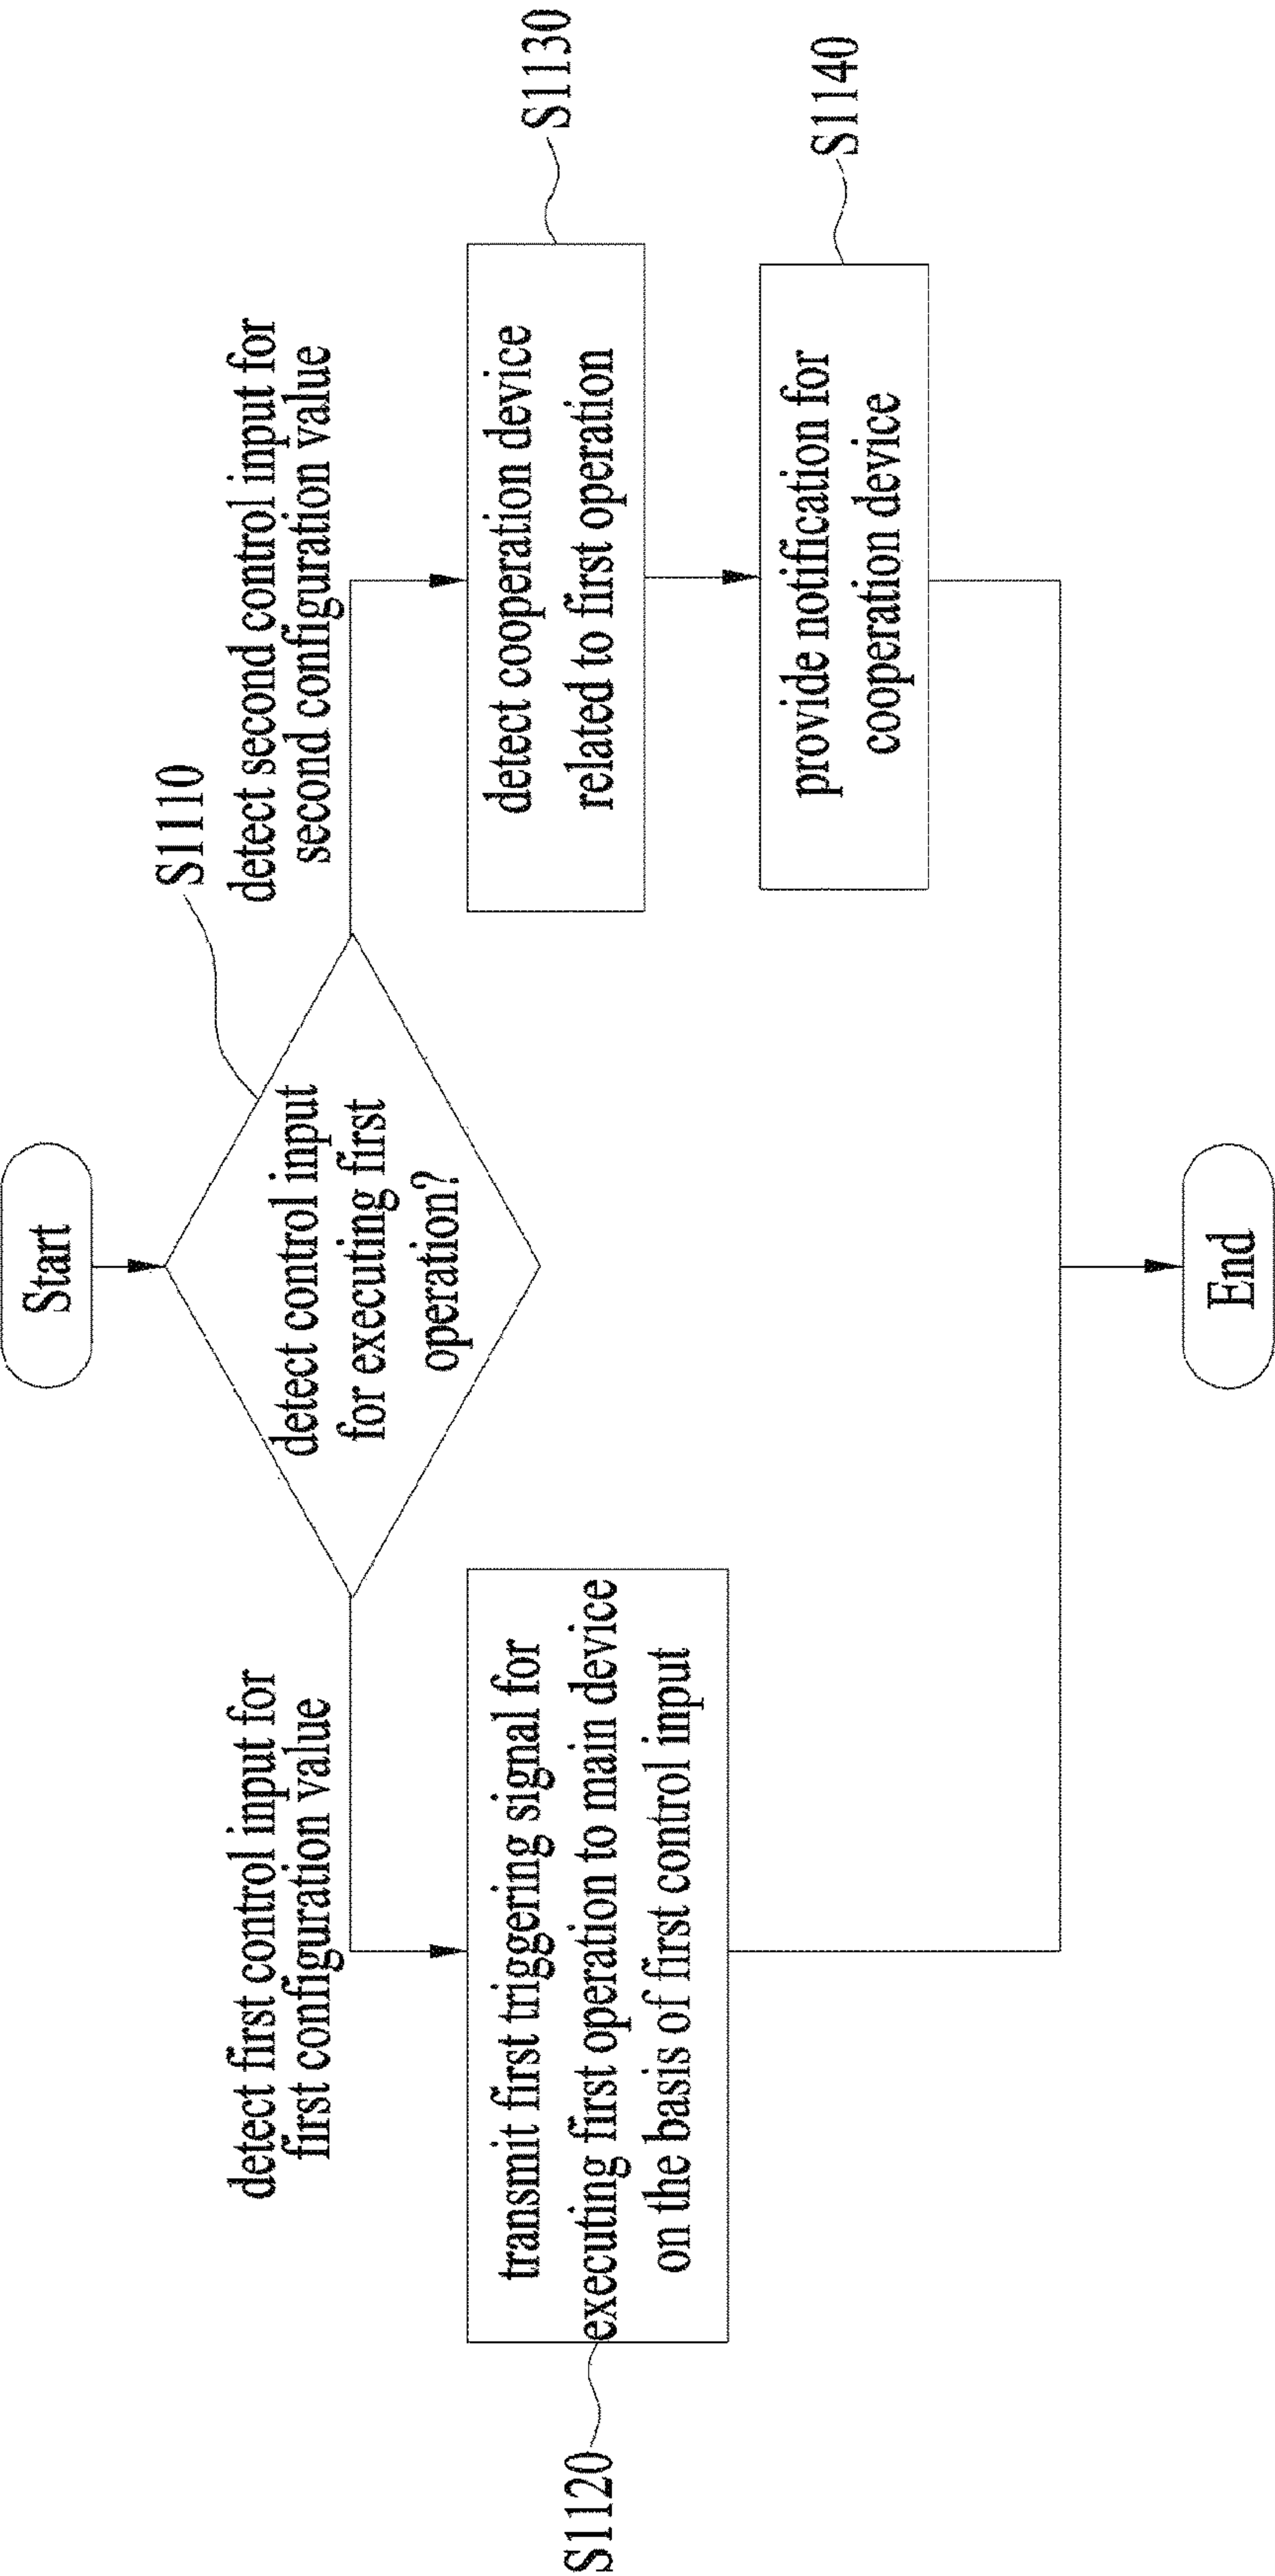 Start
S1110
detect control input
for executing first
operation?
detect first control input for
first configuration value
detect second control input for
second configuration value
S1120
transmit first triggering signal for
executing first operation to main device
on the basis of first control input
detect cooperation device
related to first operation
S1130
provide notification for
cooperation device
S1140
End